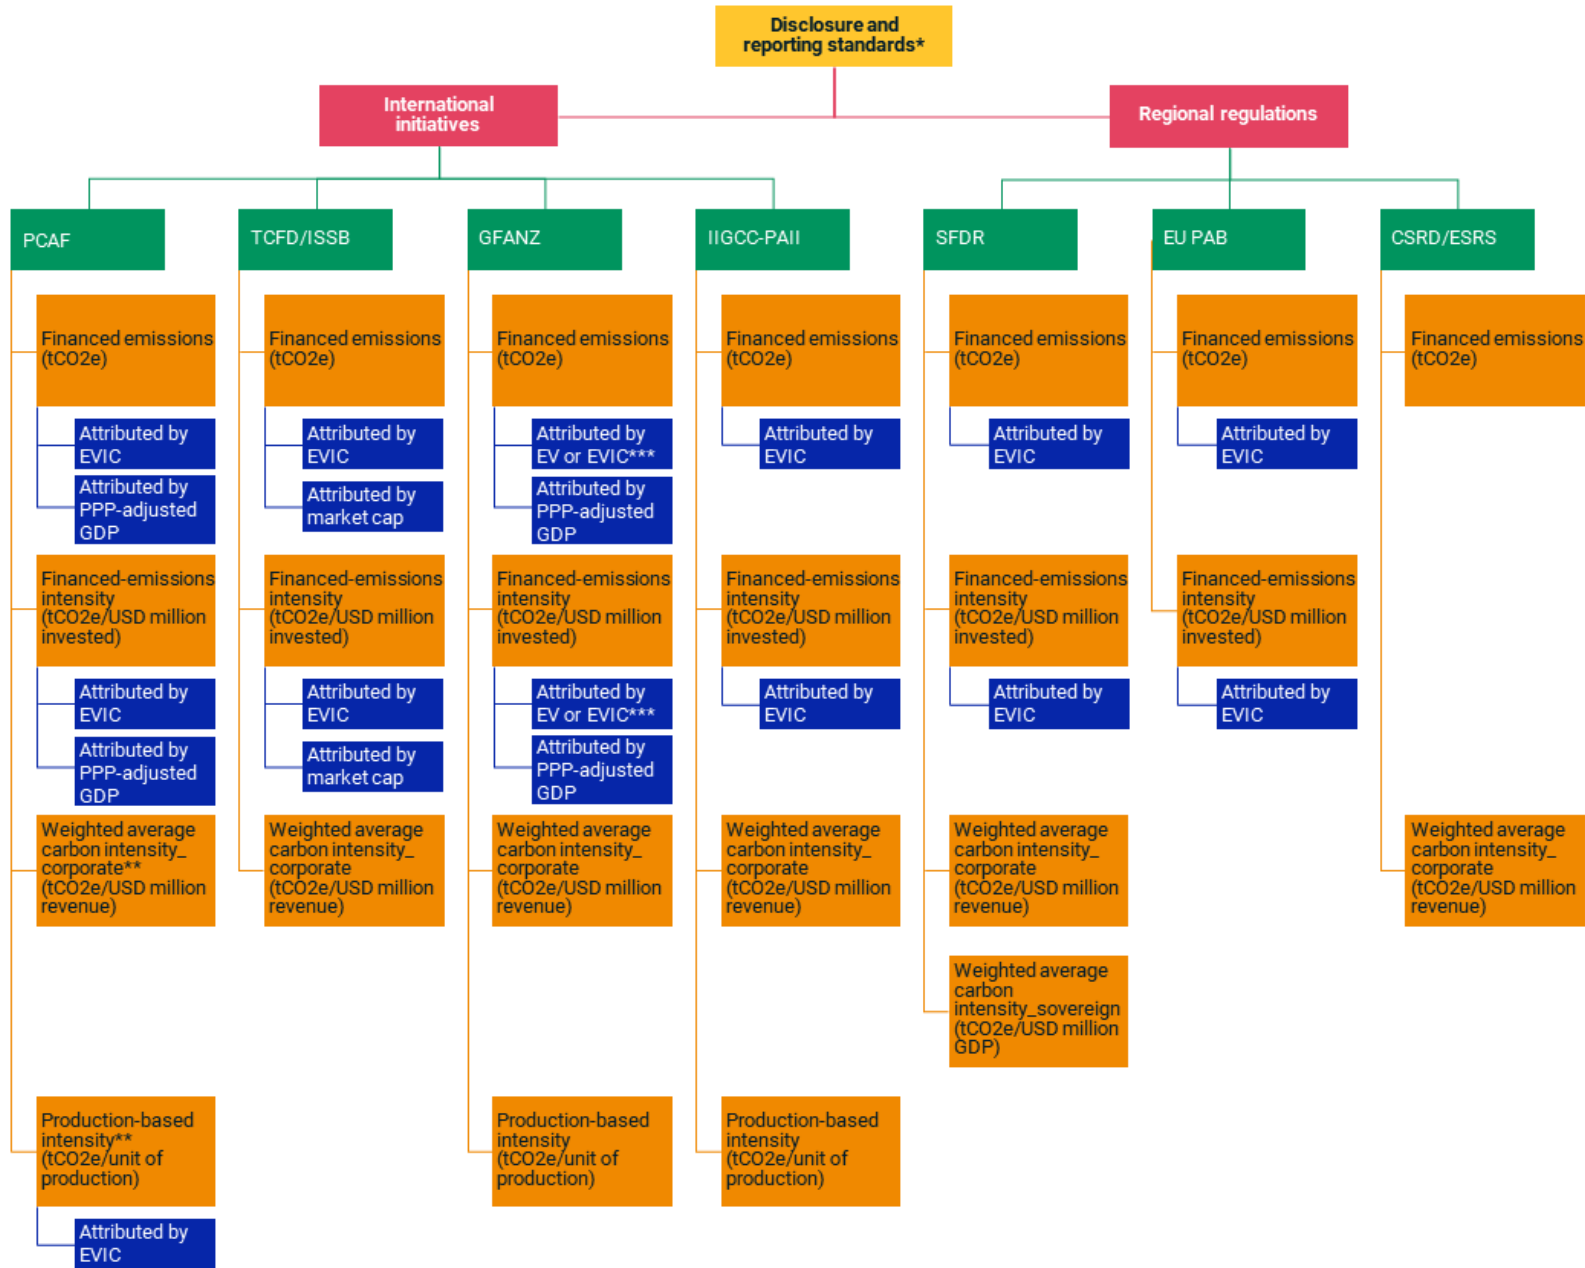 Disclosure and
reporting standards*
International
initiatives
Regional regulations
PCAF
TCFD/ISSB
GFANZ
IIGCC-PAII
SFDR
EU PAB
CSRD/ESRS
Financed emissions
(tCO2e)
Financed emissions
(tCO2e)
Financed emissions
(tCO2e)
Financed emissions
(tCO2e)
Financed emissions
(tCO2e)
Financed emissions
(tCO2e)
Financed emissions
(tCO2e)
Attributed by
EVIC
Attributed by
EVIC
Attributed by
EV or EVIC***
Attributed by
EVIC
Attributed by
EVIC
Attributed by
EVIC
Attributed by
PPP-adjusted
GDP
Attributed by
market cap
Attributed by
PPP-adjusted
GDP
Financed-emissions
intensity
(tCO2e/USD million
invested)
Financed-emissions
intensity
(tCO2e/USD million
invested)
Financed-emissions
intensity
(tCO2e/USD million
invested)
Financed-emissions
intensity
(tCO2e/USD million
invested)
Financed-emissions
intensity
(tCO2e/USD million
invested)
Financed-emissions
intensity
(tCO2e/USD million
invested)
Attributed by
EVIC
Attributed by
EVIC
Attributed by
EV or EVIC***
Attributed by
EVIC
Attributed by
EVIC
Attributed by
EVIC
Attributed by
PPP-adjusted
GDP
Attributed by
market cap
Attributed by
PPP-adjusted
GDP
Weighted average
carbon intensity_
corporate**
(tCO2e/USD million
revenue)
Weighted average
carbon intensity_
corporate
(tCO2e/USD million
revenue)
Weighted average
carbon intensity_
corporate
(tCO2e/USD million
revenue)
Weighted average
carbon intensity_
corporate
(tCO2e/USD million
revenue)
Weighted average
carbon intensity_
corporate
(tCO2e/USD million
revenue)
Weighted average
carbon intensity_
corporate
(tCO2e/USD million
revenue)
Weighted average
carbon
intensity_sovereign
(tCO2e/USD million
GDP)
Production-based
intensity**
(tCO2e/unit of
production)
Production-based
intensity
(tCO2e/unit of
production)
Production-based
intensity
(tCO2e/unit of
production)
Attributed by
EVIC